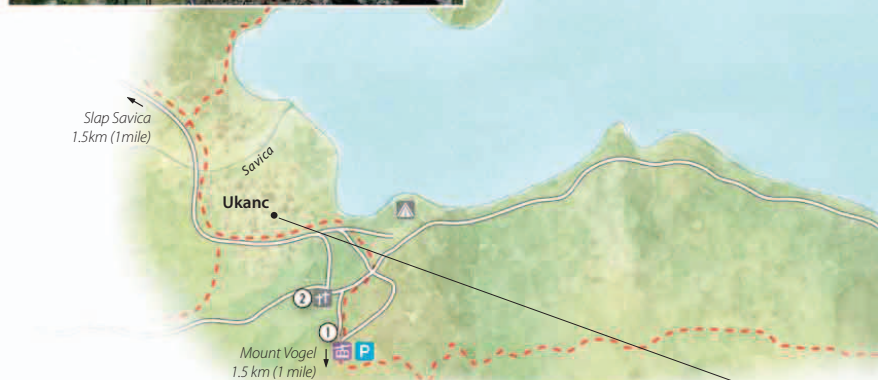 Slap Savica
1.5km (1mile)
Savica
Ukanc
2
1
P
Mount Vogel
1.5 km (1 mile)